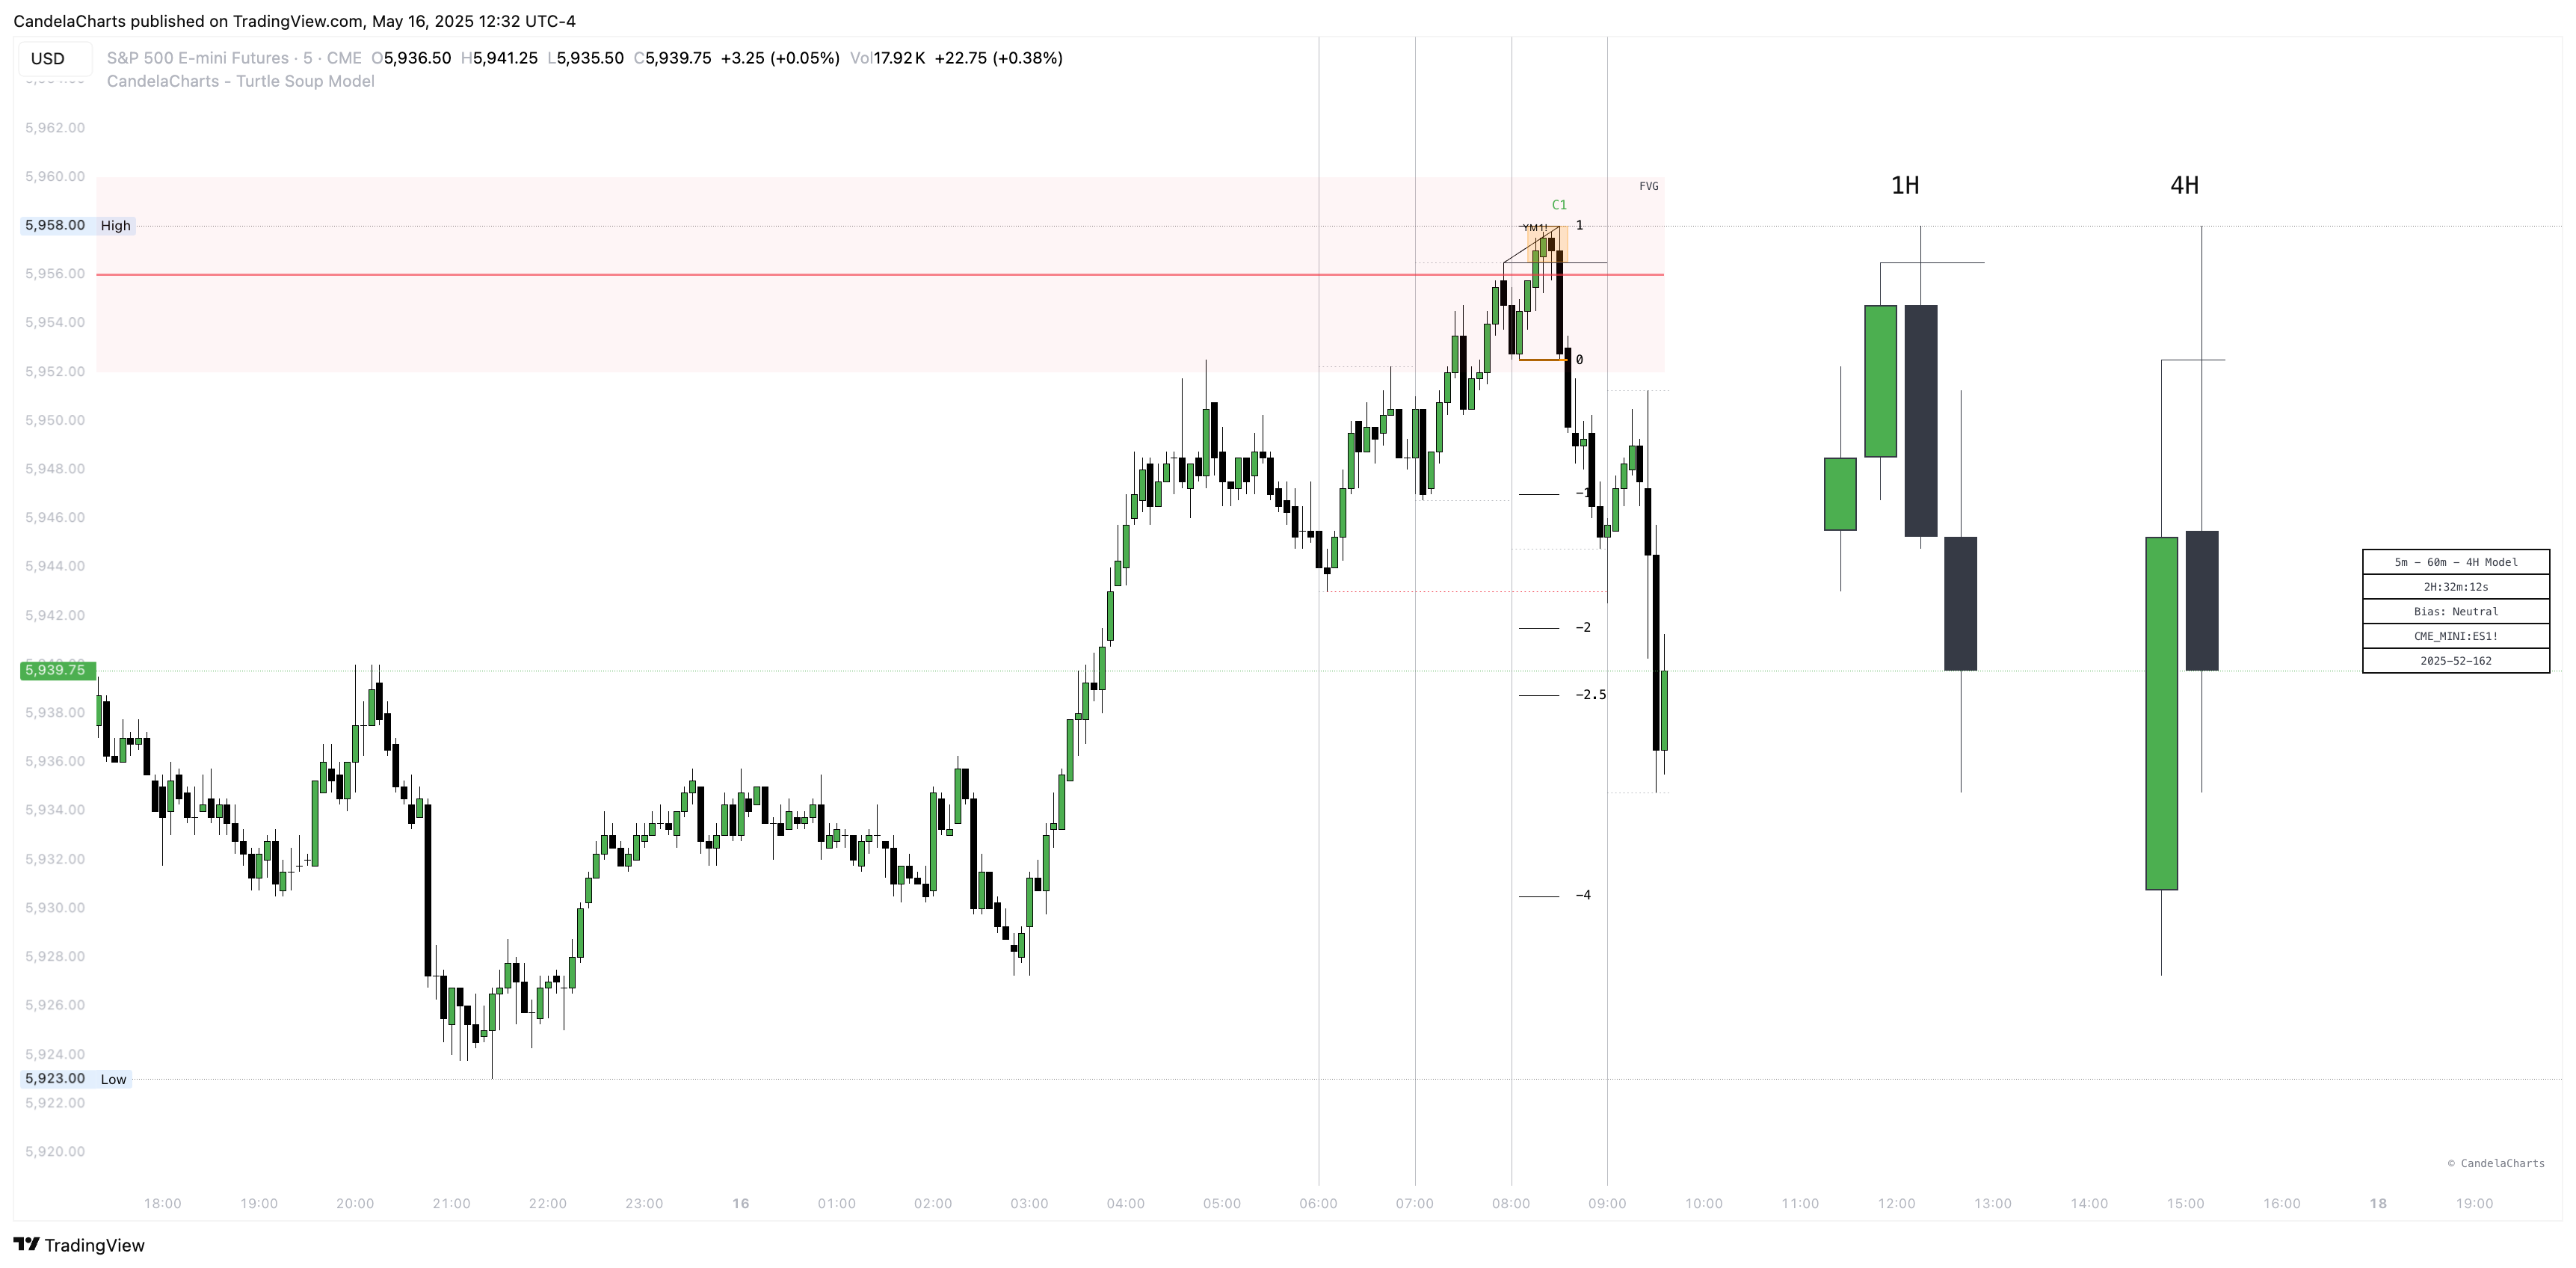 CandelaCharts published on TradingView.com, May 16, 2025 12:32 UTC-4
USD
S&P 500 E-mini Futures · 5 · CME O5,936.50 H5,941.25 L5,935.50 C5,939.75 +3.25 (+0.05%) Vol17.92 K +22.75 (+0.38%)
CandelaCharts - Turtle Soup Model
5,962.00
5,960.00
5,958.00 High
5,956.00
5,954.00
5,952.00
5,950.00
5,948.00
5,946.00
5,944.00
5,942.00
5,939.75
5,938.00
5,936.00
5,934.00
5,932.00
5,930.00
5,928.00
5,926.00
5,924.00
5,923.00 Low
5,922.00
5,920.00
FVG
C1
YM1!
1
0
−1
−2
−2.5
−4
1H
4H
5m − 60m − 4H Model
2H:32m:12s
Bias: Neutral
CME_MINI:ES1!
2025−52−162
© CandelaCharts
18:00 19:00 20:00 21:00 22:00 23:00 16 01:00 02:00 03:00 04:00 05:00 06:00 07:00 08:00 09:00 10:00 11:00 12:00 13:00 14:00 15:00 16:00 18 19:00
TradingView